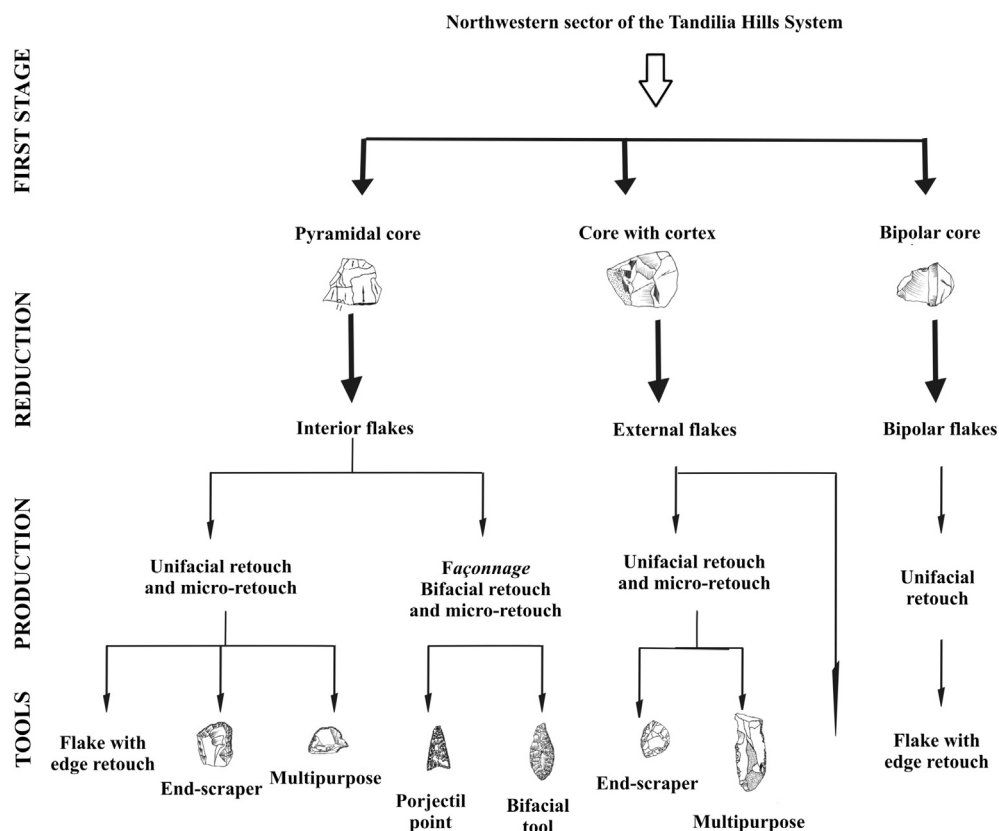 Northwestern sector of the Tandilia Hills System
FIRST STAGE
Pyramidal core
Core with cortex
Bipolar core
REDUCTION
Interior flakes
External flakes
Bipolar flakes
PRODUCTION
Unifacial retouch
and micro-retouch
Façonnage
Bifacial retouch
and micro-retouch
Unifacial retouch
and micro-retouch
Unifacial
retouch
TOOLS
Flake with
edge retouch
End-scraper
Multipurpose
Porjectil
point
Bifacial
tool
End-scraper
Multipurpose
Flake with
edge retouch